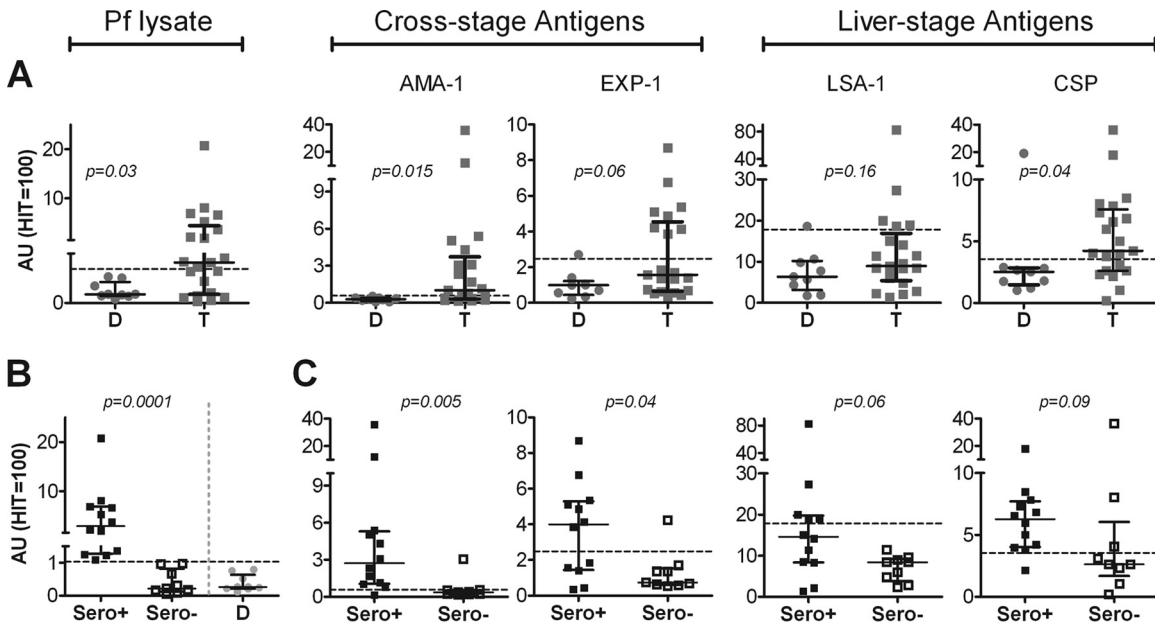 Pf lysate Cross-stage Antigens Liver-stage Antigens
A
AMA-1 EXP-1 LSA-1 CSP
AU (HIT=100)
20
10
0
p=0.03
D T
40
20
9
6
3
0
p=0.015
D T
10
8
6
4
2
0
p=0.06
D T
80
40
30
20
10
0
p=0.16
D T
40
20
10
5
0
p=0.04
D T
B
AU (HIT=100)
p=0.0001
20
10
1
0
Sero+ Sero- D
C
p=0.005
40
20
9
6
3
0
Sero+ Sero-
p=0.04
10
8
6
4
2
0
Sero+ Sero-
p=0.06
80
40
30
20
10
0
Sero+ Sero-
p=0.09
40
20
10
5
0
Sero+ Sero-